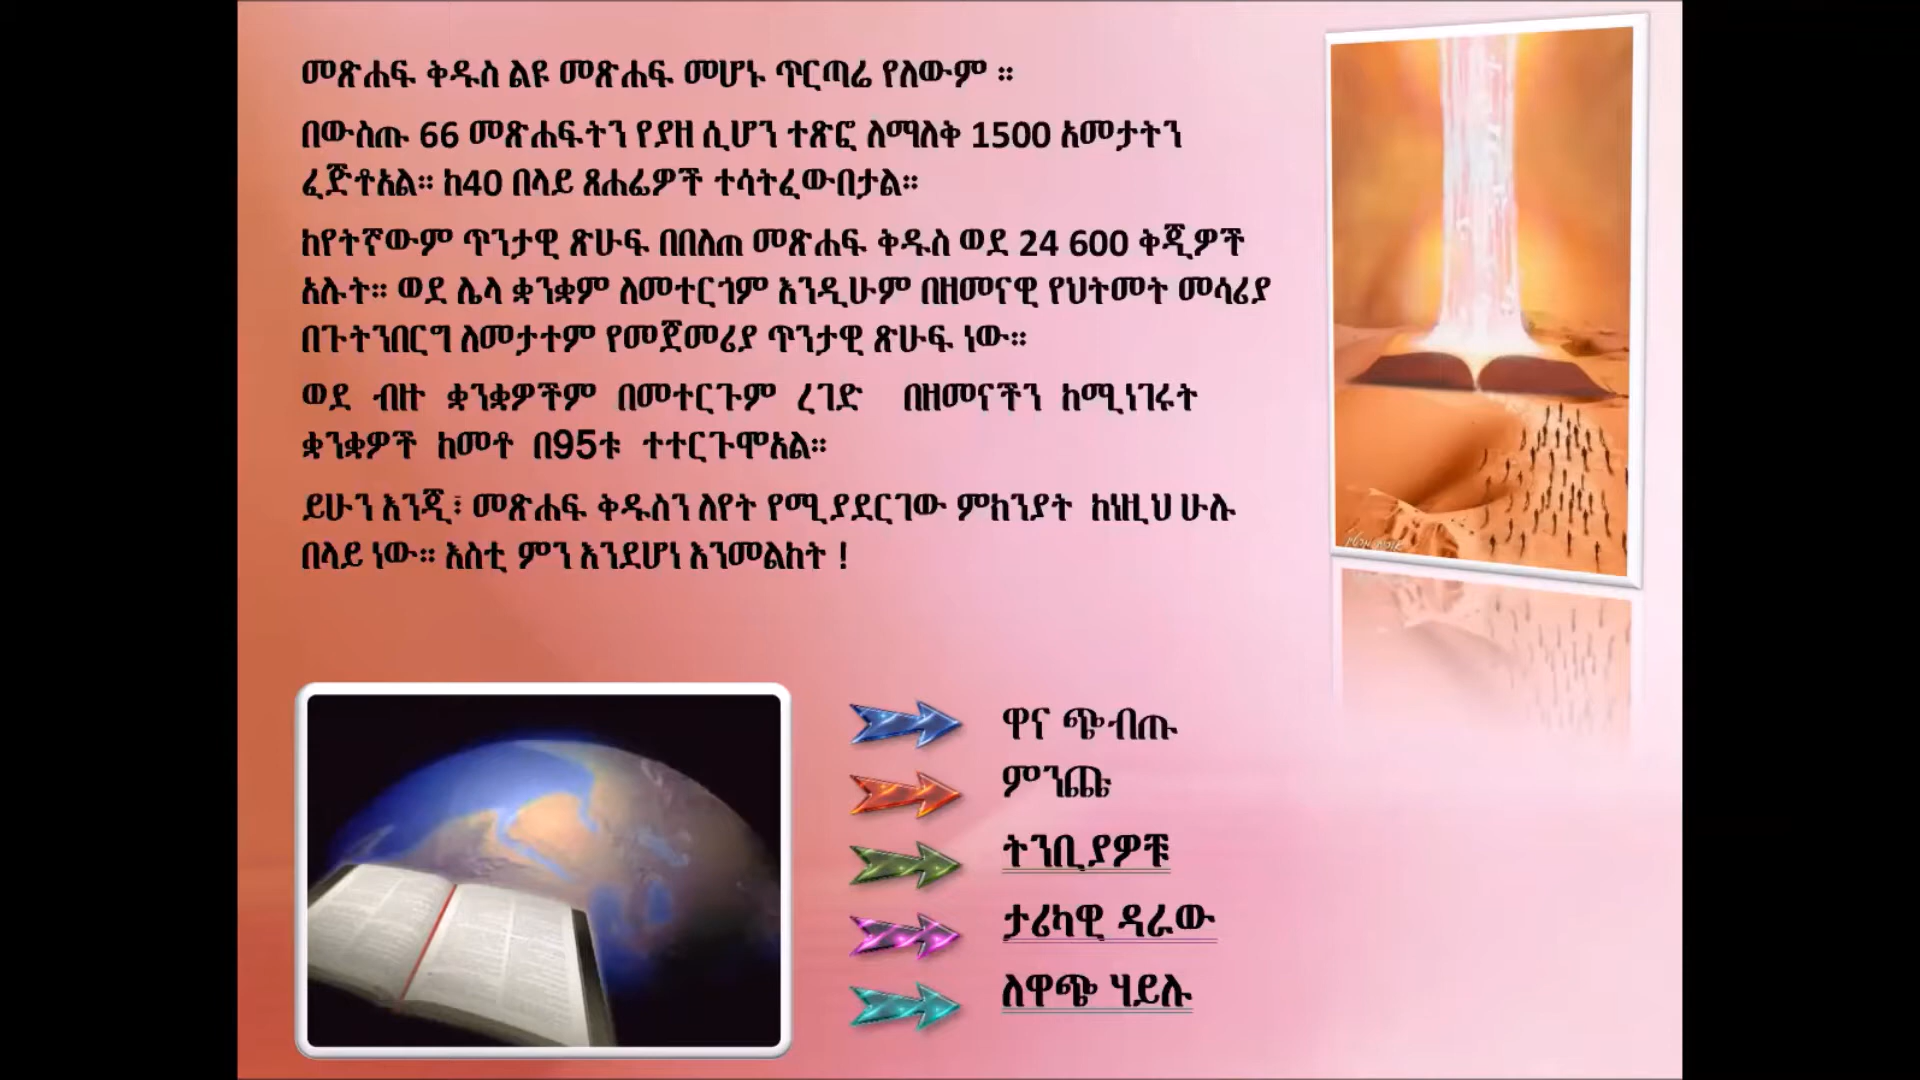 መጽሐፍ ቅዱስ ልዩ መጽሐፍ መሆኑ ጥርጣሬ የለውም ።
በውስጡ 66 መጽሐፍትን የያዘ ሲሆን ተጽፎ ለማለቅ 1500 አመታትን
ፈጅቶአል። ከ40 በላይ ጸሐፊዎች ተሳትፈውበታል።
ከየትኛውም ጥንታዊ ጽሁፍ በበለጠ መጽሐፍ ቅዱስ ወደ 24 600 ቅጂዎች
አሉት። ወደ ሌላ ቋንቋም ለመተርጎም እንዲሁም በዘመናዊ የህትመት መሳሪያ
በጉትንበርግ ለመታተም የመጀመሪያ ጥንታዊ ጽሁፍ ነው።
ወደ ብዙ ቋንቋዎችም በመተርጉም ረገድ በዘመናችን ከሚነገሩት
ቋንቋዎች ከመቶ በ95ቱ ተተርጉሞአል።
ይሁን እንጂ፣ መጽሐፍ ቅዱስን ለየት የሚያደርገው ምክንያት ከነዚህ ሁሉ
በላይ ነው። እስቲ ምን እንደሆነ እንመልከት !
ዋና ጭብጡ
ምንጩ
ትንቢያዎቹ
ታሪካዊ ዳራው
ለዋጭ ሃይሉ